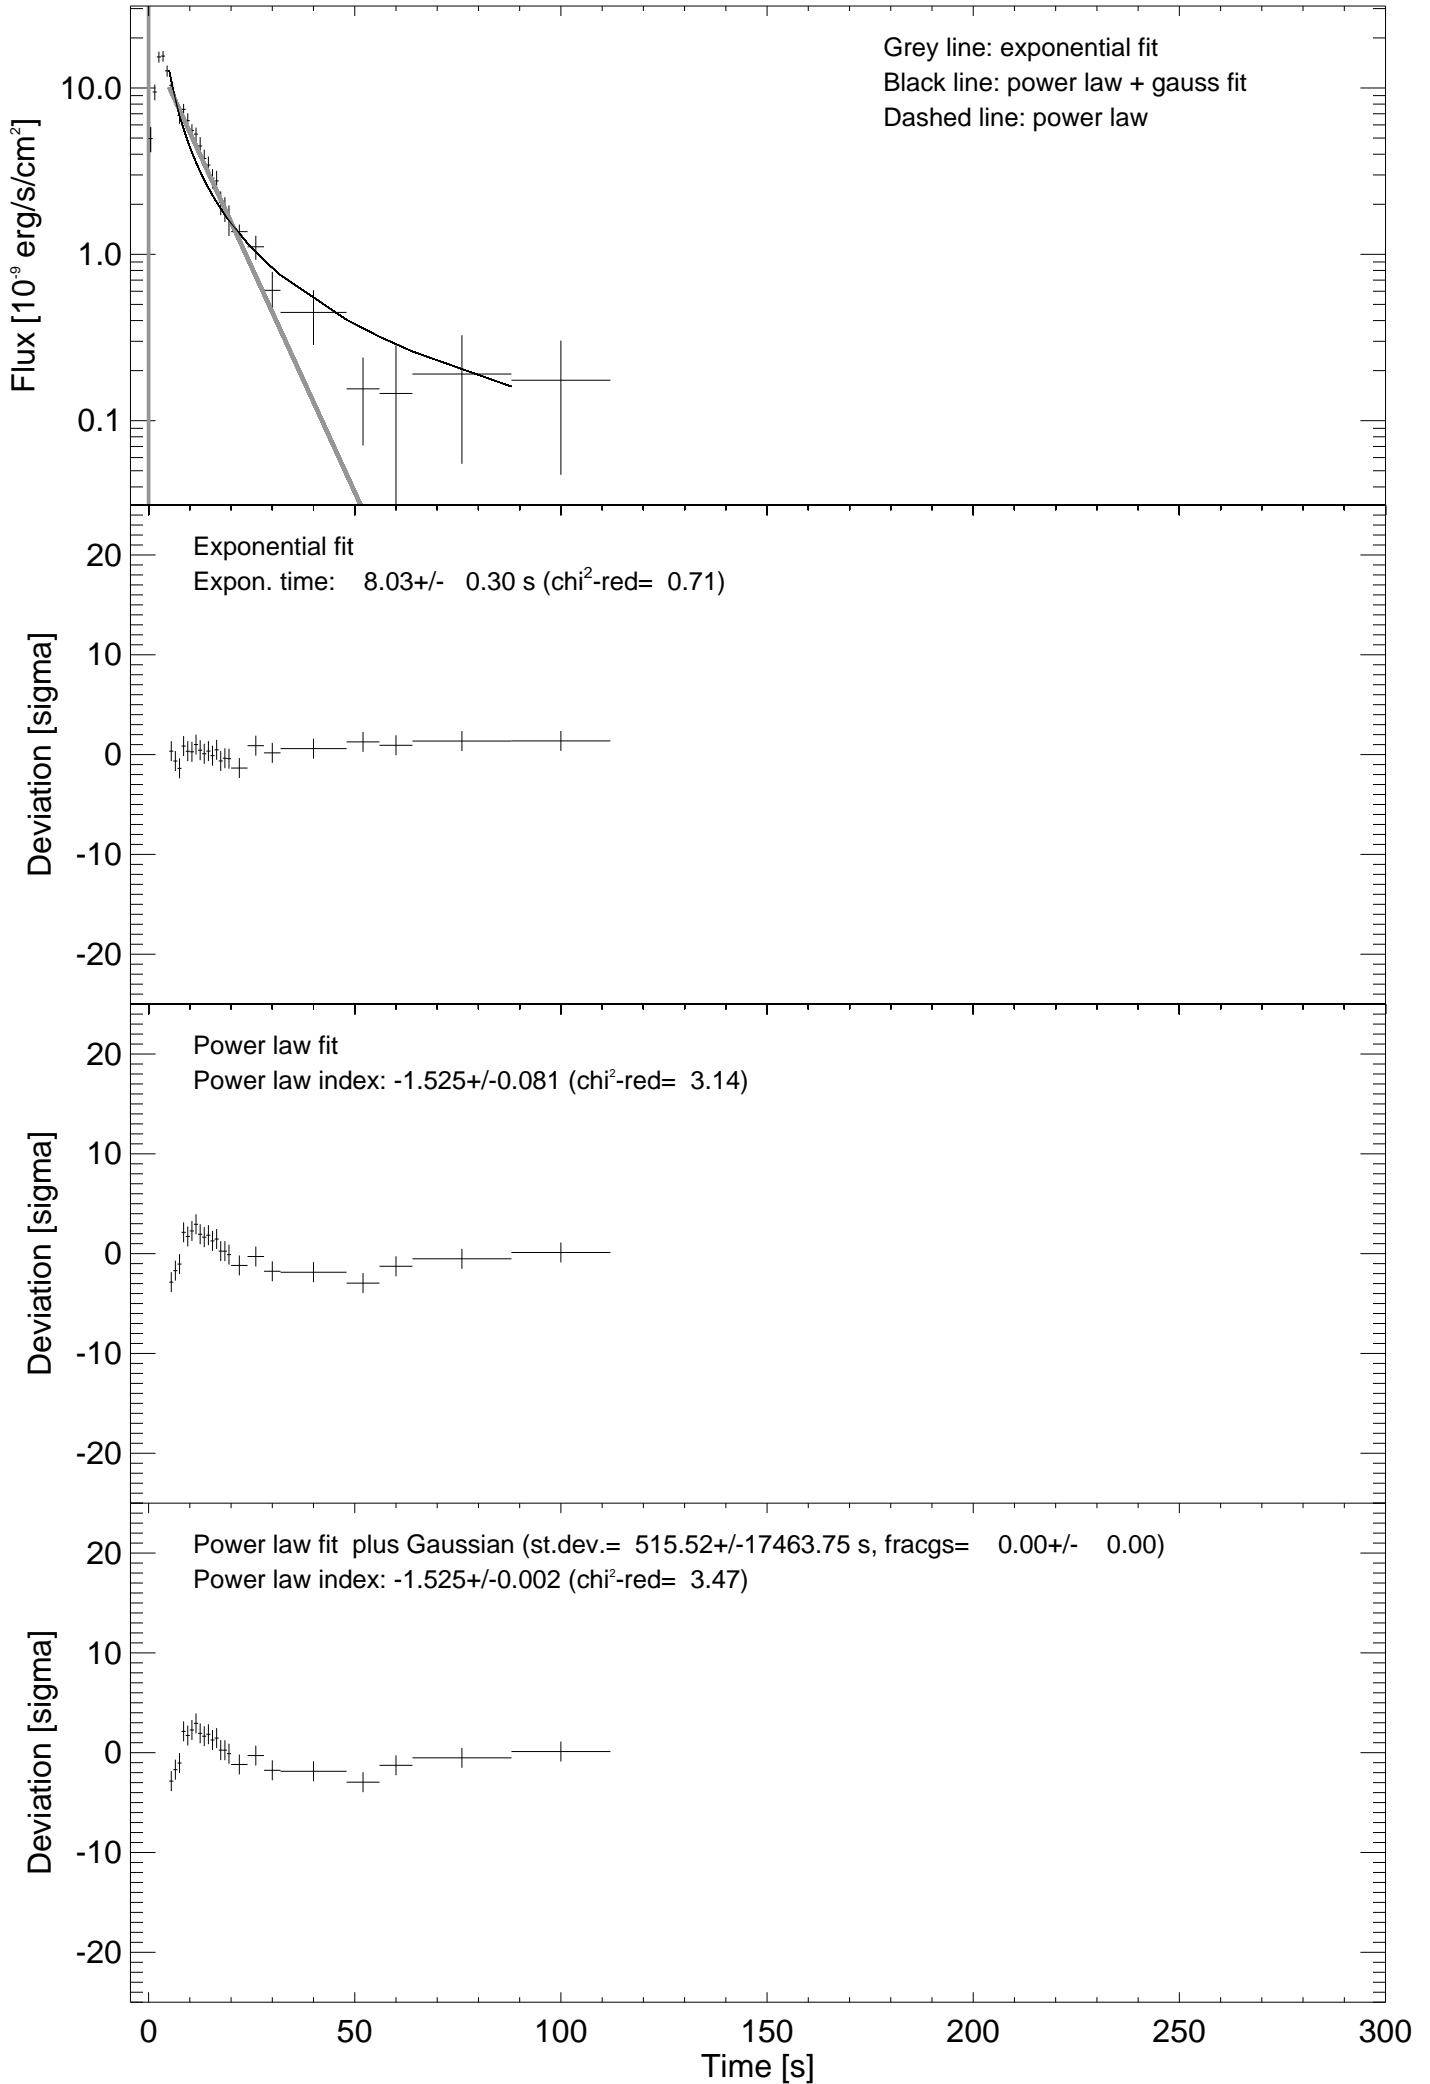 Grey line: exponential fit
Black line: power law + gauss fit
Dashed line: power law
10.0
1.0
0.1
Flux [10⁻⁹ erg/s/cm²]
Exponential fit
Expon. time: 8.03+/- 0.30 s (chi²-red= 0.71)
20
10
0
-10
-20
Deviation [sigma]
Power law fit
Power law index: -1.525+/-0.081 (chi²-red= 3.14)
20
10
0
-10
-20
Deviation [sigma]
Power law fit plus Gaussian (st.dev.= 515.52+/-17463.75 s, fracgs= 0.00+/- 0.00)
Power law index: -1.525+/-0.002 (chi²-red= 3.47)
20
10
0
-10
-20
Deviation [sigma]
0 50 100 150 200 250 300
Time [s]